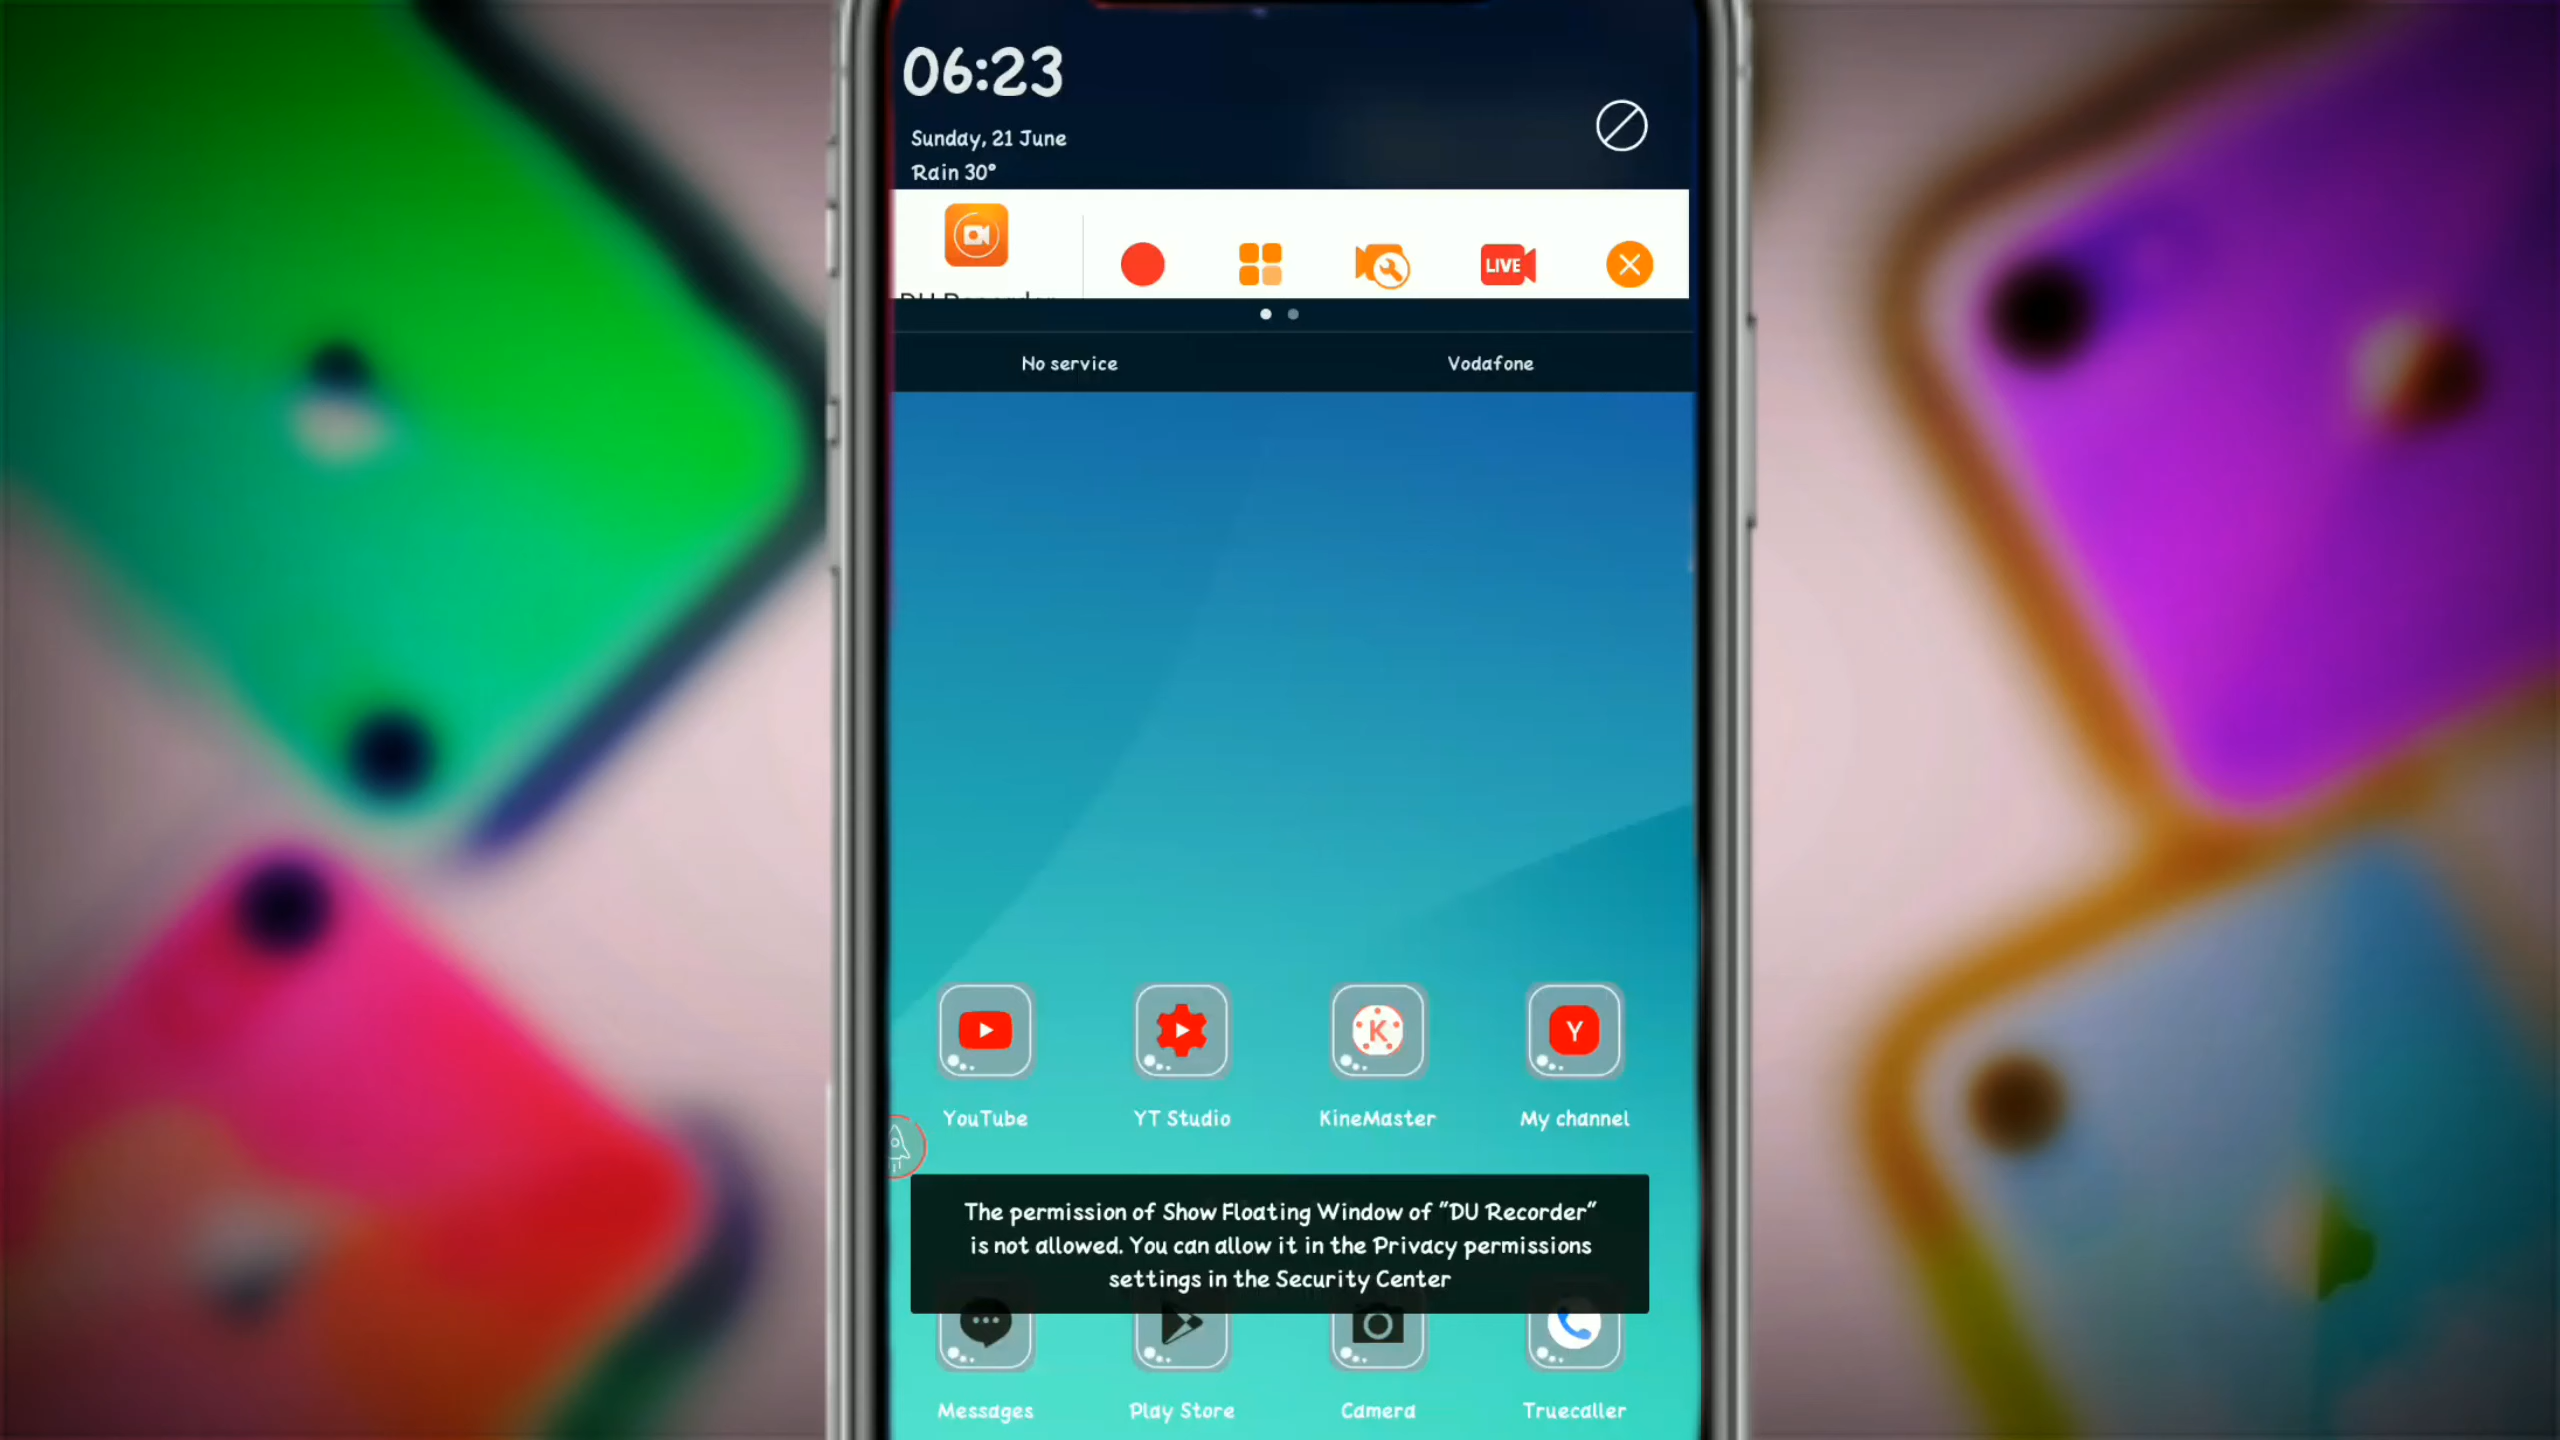 06:23
Sunday, 21 June
Rain 30°
DU Recorder
LIVE
No service
Vodafone
YouTube
YT Studio
K
KineMaster
Y
My channel
The permission of Show Floating Window of "DU Recorder"
is not allowed. You can allow it in the Privacy permissions
settings in the Security Center
Messages
Play Store
Camera
Truecaller